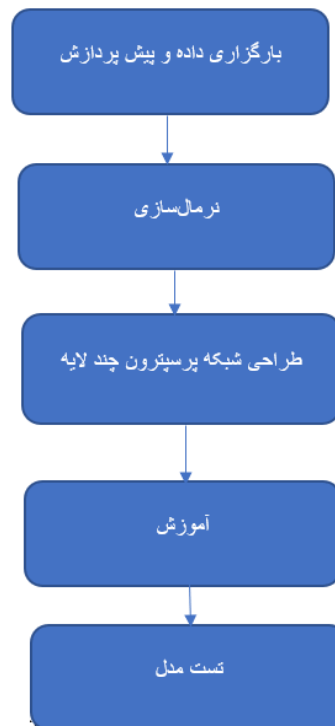 بارگزاری داده و پیش پردازش
نرمال‌سازی
طراحی شبکه پرسپترون چند لایه
آموزش
تست مدل